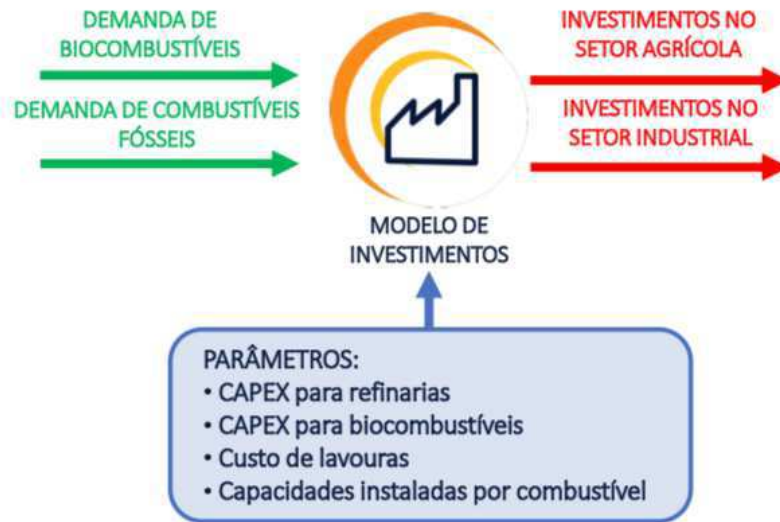 DEMANDA DE
BIOCOMBUSTÍVEIS
DEMANDA DE COMBUSTÍVEIS
FÓSSEIS
INVESTIMENTOS NO
SETOR AGRÍCOLA
INVESTIMENTOS NO
SETOR INDUSTRIAL
MODELO DE
INVESTIMENTOS
PARÂMETROS:
• CAPEX para refinarias
• CAPEX para biocombustíveis
• Custo de lavouras
• Capacidades instaladas por combustível